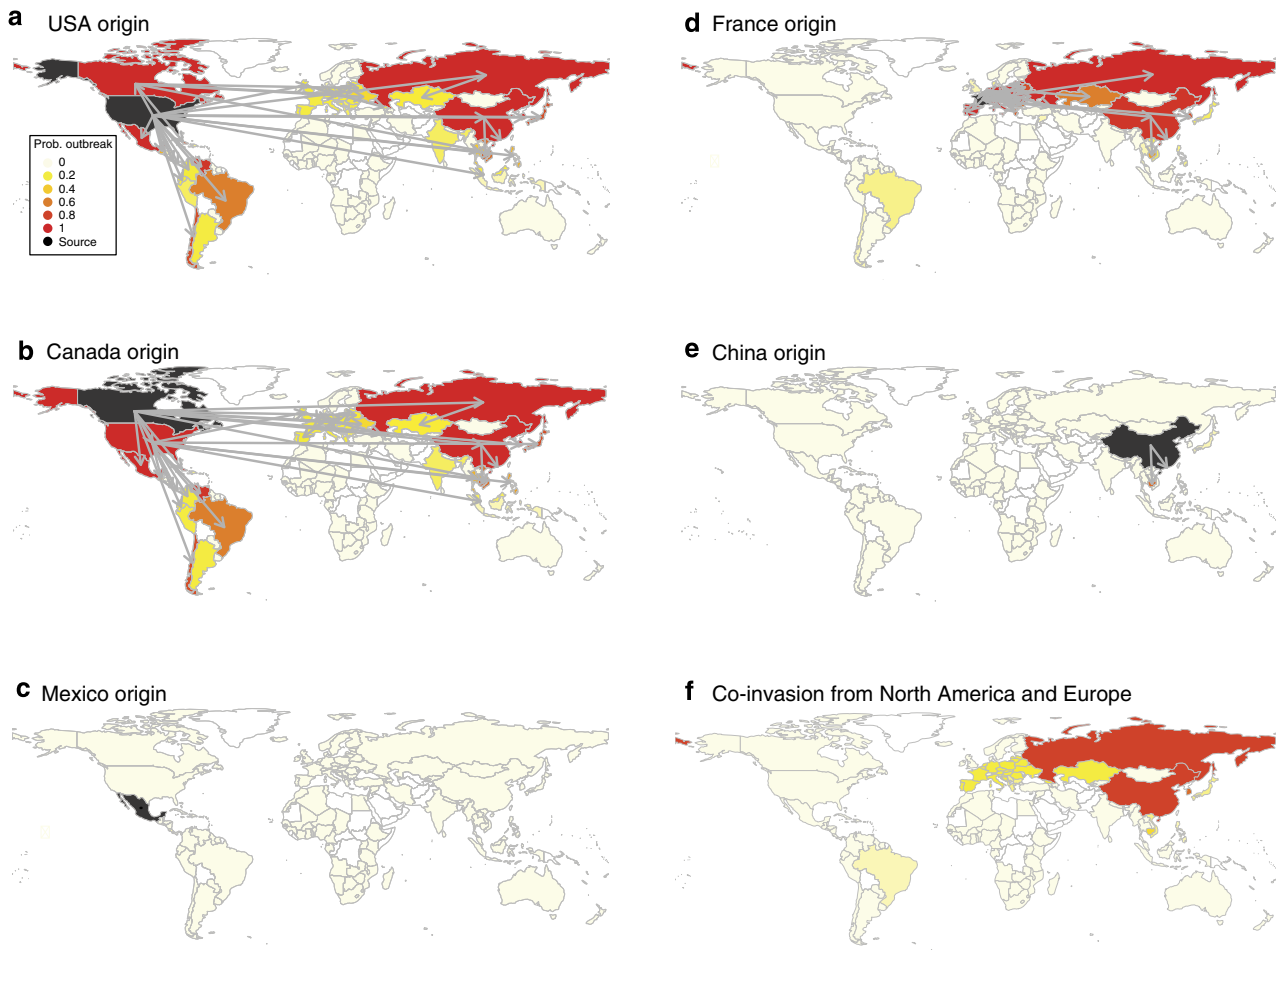 a USA origin
Prob. outbreak
0
0.2
0.4
0.6
0.8
1
Source
d France origin
b Canada origin
e China origin
c Mexico origin
f Co-invasion from North America and Europe